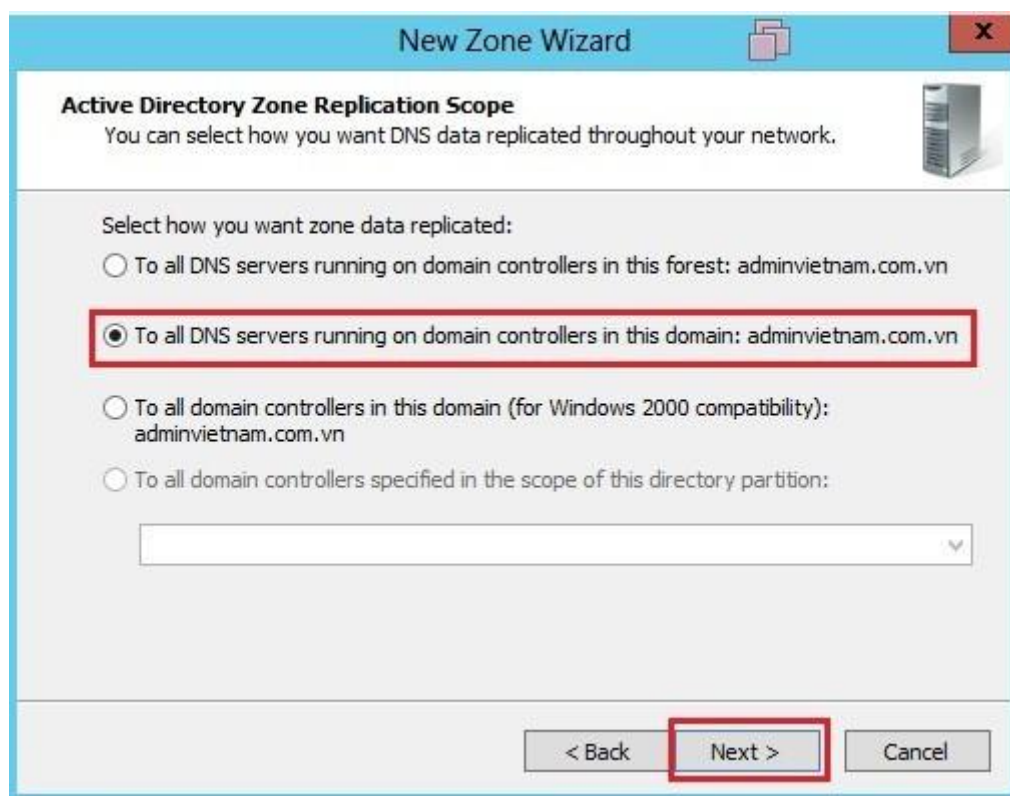 New Zone Wizard
x
Active Directory Zone Replication Scope
You can select how you want DNS data replicated throughout your network.
Select how you want zone data replicated:
To all DNS servers running on domain controllers in this forest: adminvietnam.com.vn
To all DNS servers running on domain controllers in this domain: adminvietnam.com.vn
To all domain controllers in this domain (for Windows 2000 compatibility):
adminvietnam.com.vn
To all domain controllers specified in the scope of this directory partition:
< Back Next > Cancel